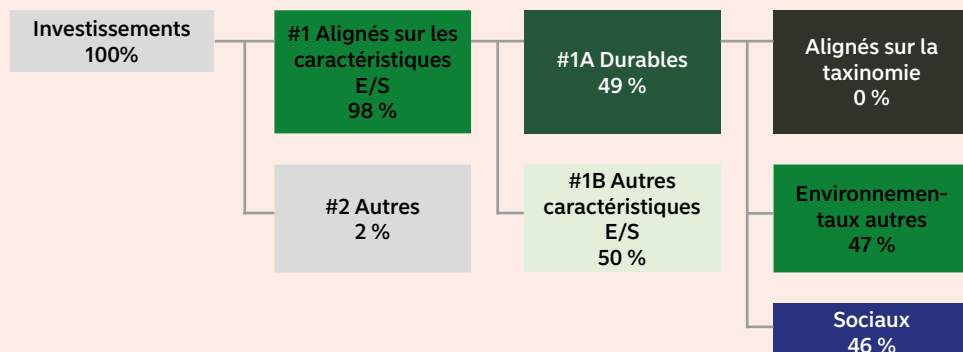 Investissements
100%
#1 Alignés sur les
caractéristiques
E/S
98 %
#1A Durables
49 %
Alignés sur la
taxinomie
0 %
#2 Autres
2 %
#1B Autres
caractéristiques
E/S
50 %
Environnemen-
taux autres
47 %
Sociaux
46 %